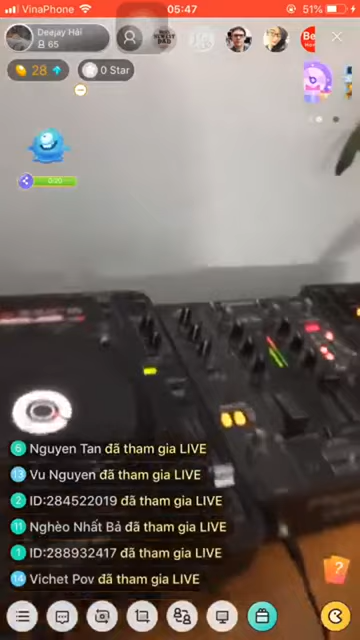 VinaPhone
05:47
51%
Deejay Hải
65
28
0 Star
0:20
6 Nguyen Tan đã tham gia LIVE
13 Vu Nguyen đã tham gia LIVE
2 ID:284522019 đã tham gia LIVE
11 Nghèo Nhất Bả đã tham gia LIVE
1 ID:288932417 đã tham gia LIVE
14 Vichet Pov đã tham gia LIVE
?